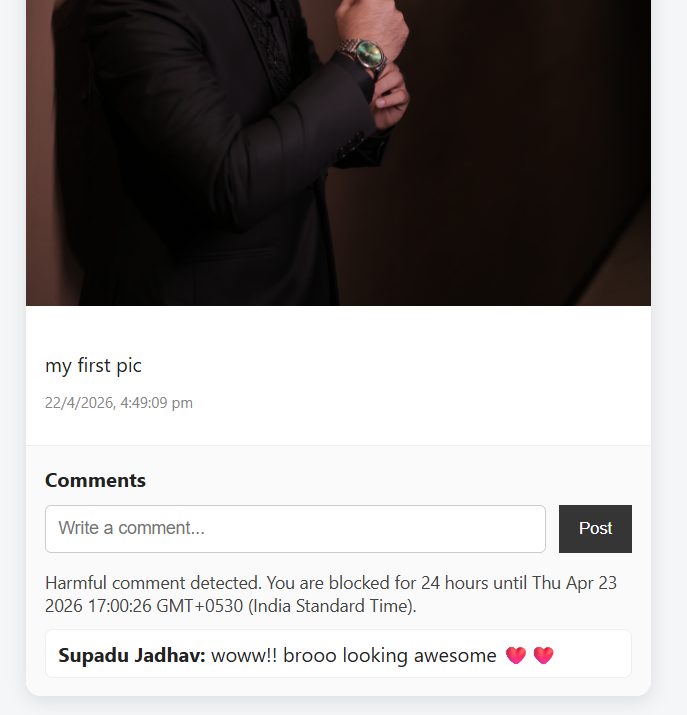 my first pic
22/4/2026, 4:49:09 pm
Comments
Write a comment...
Post
Harmful comment detected. You are blocked for 24 hours until Thu Apr 23
2026 17:00:26 GMT+0530 (India Standard Time).
Supadu Jadhav: woww!! brooo looking awesome 💓 💓